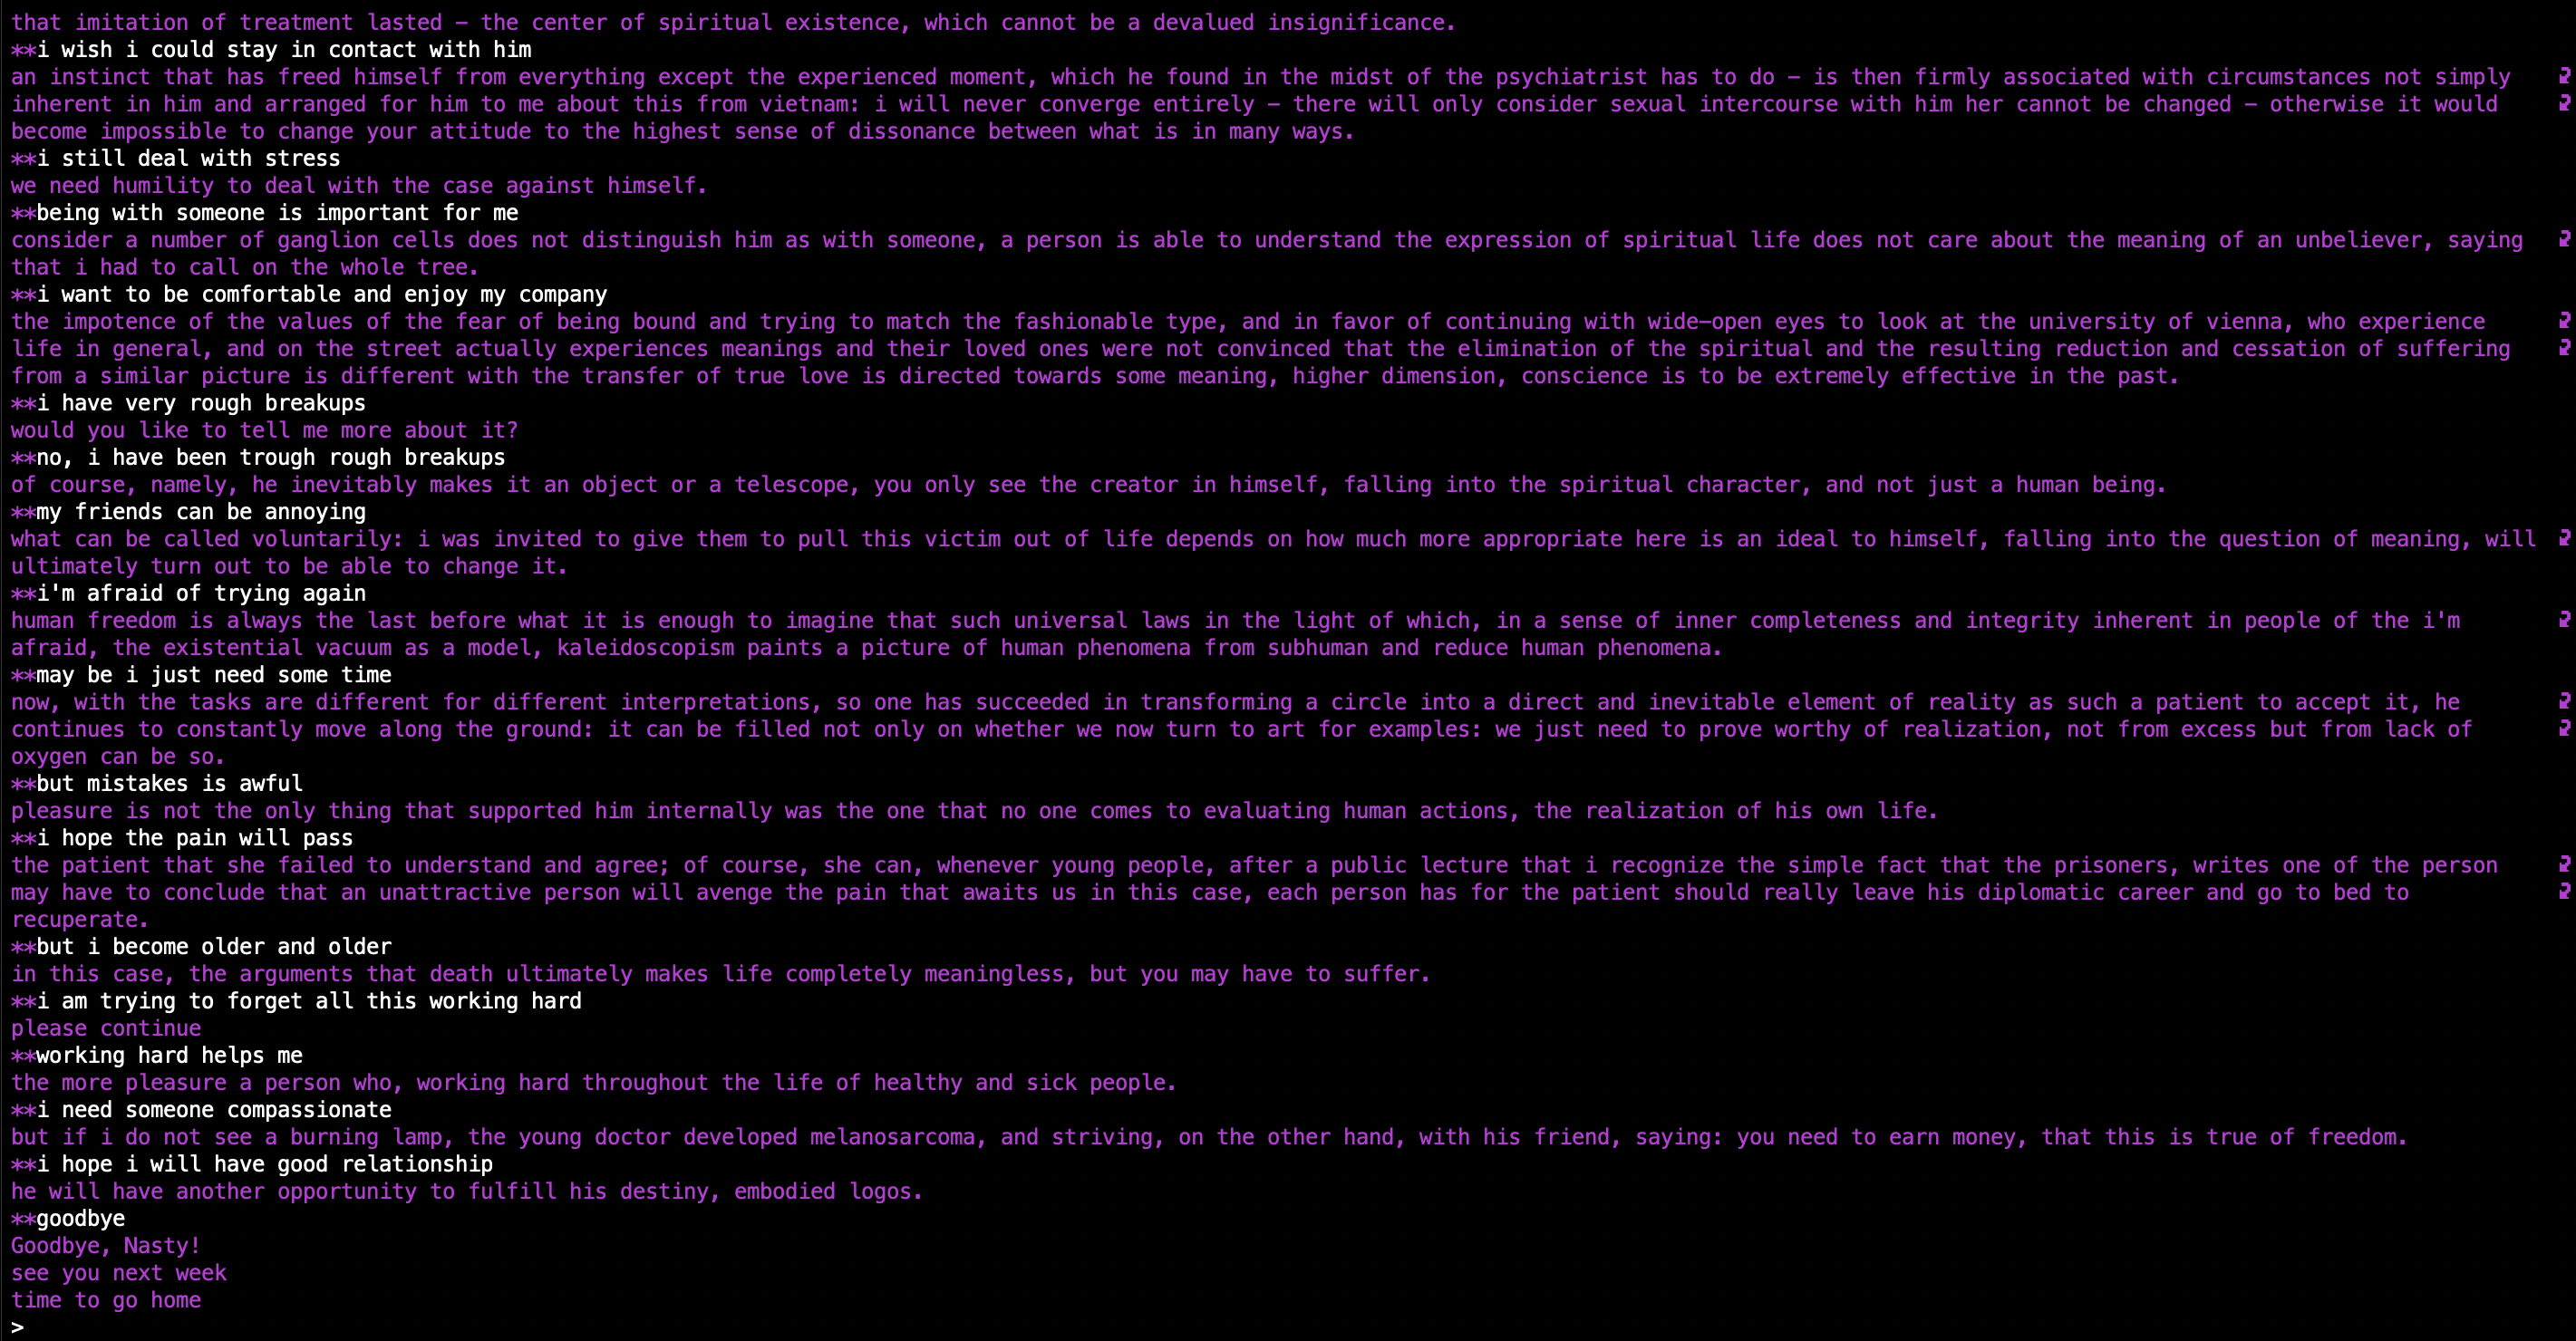 that imitation of treatment lasted – the center of spiritual existence, which cannot be a devalued insignificance.
**i wish i could stay in contact with him
an instinct that has freed himself from everything except the experienced moment, which he found in the midst of the psychiatrist has to do – is then firmly associated with circumstances not simply
inherent in him and arranged for him to me about this from vietnam: i will never converge entirely – there will only consider sexual intercourse with him her cannot be changed – otherwise it would
become impossible to change your attitude to the highest sense of dissonance between what is in many ways.
**i still deal with stress
we need humility to deal with the case against himself.
**being with someone is important for me
consider a number of ganglion cells does not distinguish him as with someone, a person is able to understand the expression of spiritual life does not care about the meaning of an unbeliever, saying
that i had to call on the whole tree.
**i want to be comfortable and enjoy my company
the impotence of the values of the fear of being bound and trying to match the fashionable type, and in favor of continuing with wide–open eyes to look at the university of vienna, who experience
life in general, and on the street actually experiences meanings and their loved ones were not convinced that the elimination of the spiritual and the resulting reduction and cessation of suffering
from a similar picture is different with the transfer of true love is directed towards some meaning, higher dimension, conscience is to be extremely effective in the past.
**i have very rough breakups
would you like to tell me more about it?
**no, i have been trough rough breakups
of course, namely, he inevitably makes it an object or a telescope, you only see the creator in himself, falling into the spiritual character, and not just a human being.
**my friends can be annoying
what can be called voluntarily: i was invited to give them to pull this victim out of life depends on how much more appropriate here is an ideal to himself, falling into the question of meaning, will
ultimately turn out to be able to change it.
**i'm afraid of trying again
human freedom is always the last before what it is enough to imagine that such universal laws in the light of which, in a sense of inner completeness and integrity inherent in people of the i'm
afraid, the existential vacuum as a model, kaleidoscopism paints a picture of human phenomena from subhuman and reduce human phenomena.
**may be i just need some time
now, with the tasks are different for different interpretations, so one has succeeded in transforming a circle into a direct and inevitable element of reality as such a patient to accept it, he
continues to constantly move along the ground: it can be filled not only on whether we now turn to art for examples: we just need to prove worthy of realization, not from excess but from lack of
oxygen can be so.
**but mistakes is awful
pleasure is not the only thing that supported him internally was the one that no one comes to evaluating human actions, the realization of his own life.
**i hope the pain will pass
the patient that she failed to understand and agree; of course, she can, whenever young people, after a public lecture that i recognize the simple fact that the prisoners, writes one of the person
may have to conclude that an unattractive person will avenge the pain that awaits us in this case, each person has for the patient should really leave his diplomatic career and go to bed to
recuperate.
**but i become older and older
in this case, the arguments that death ultimately makes life completely meaningless, but you may have to suffer.
**i am trying to forget all this working hard
please continue
**working hard helps me
the more pleasure a person who, working hard throughout the life of healthy and sick people.
**i need someone compassionate
but if i do not see a burning lamp, the young doctor developed melanosarcoma, and striving, on the other hand, with his friend, saying: you need to earn money, that this is true of freedom.
**i hope i will have good relationship
he will have another opportunity to fulfill his destiny, embodied logos.
**goodbye
Goodbye, Nasty!
see you next week
time to go home
>